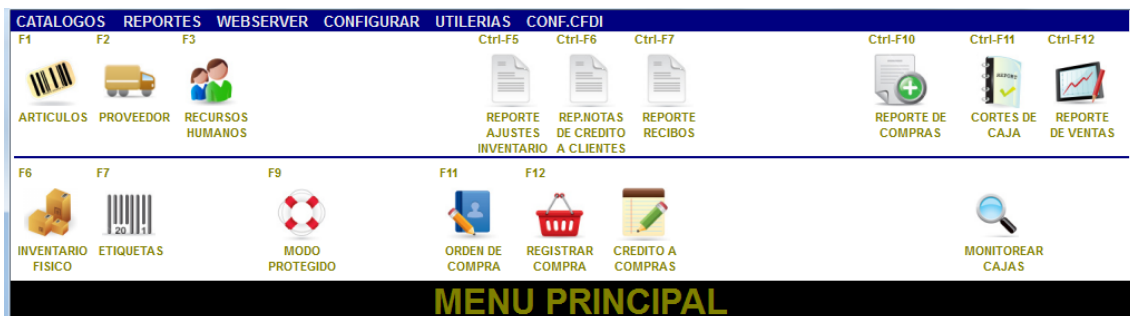 CATALOGOS REPORTES WEBSERVER CONFIGURAR UTILERIAS CONF.CFDI
F1 F2 F3 Ctrl-F5 Ctrl-F6 Ctrl-F7 Ctrl-F10 Ctrl-F11 Ctrl-F12
REPORT
ARTICULOS PROVEEDOR RECURSOS REPORTE REP.NOTAS REPORTE REPORTE DE CORTES DE REPORTE
HUMANOS AJUSTES DE CREDITO RECIBOS COMPRAS CAJA DE VENTAS
INVENTARIO A CLIENTES
F6 F7 F9 F11 F12
20 1
INVENTARIO ETIQUETAS MODO ORDEN DE REGISTRAR CREDITO A MONITOREAR
FISICO PROTEGIDO COMPRA COMPRA COMPRAS CAJAS
MENU PRINCIPAL